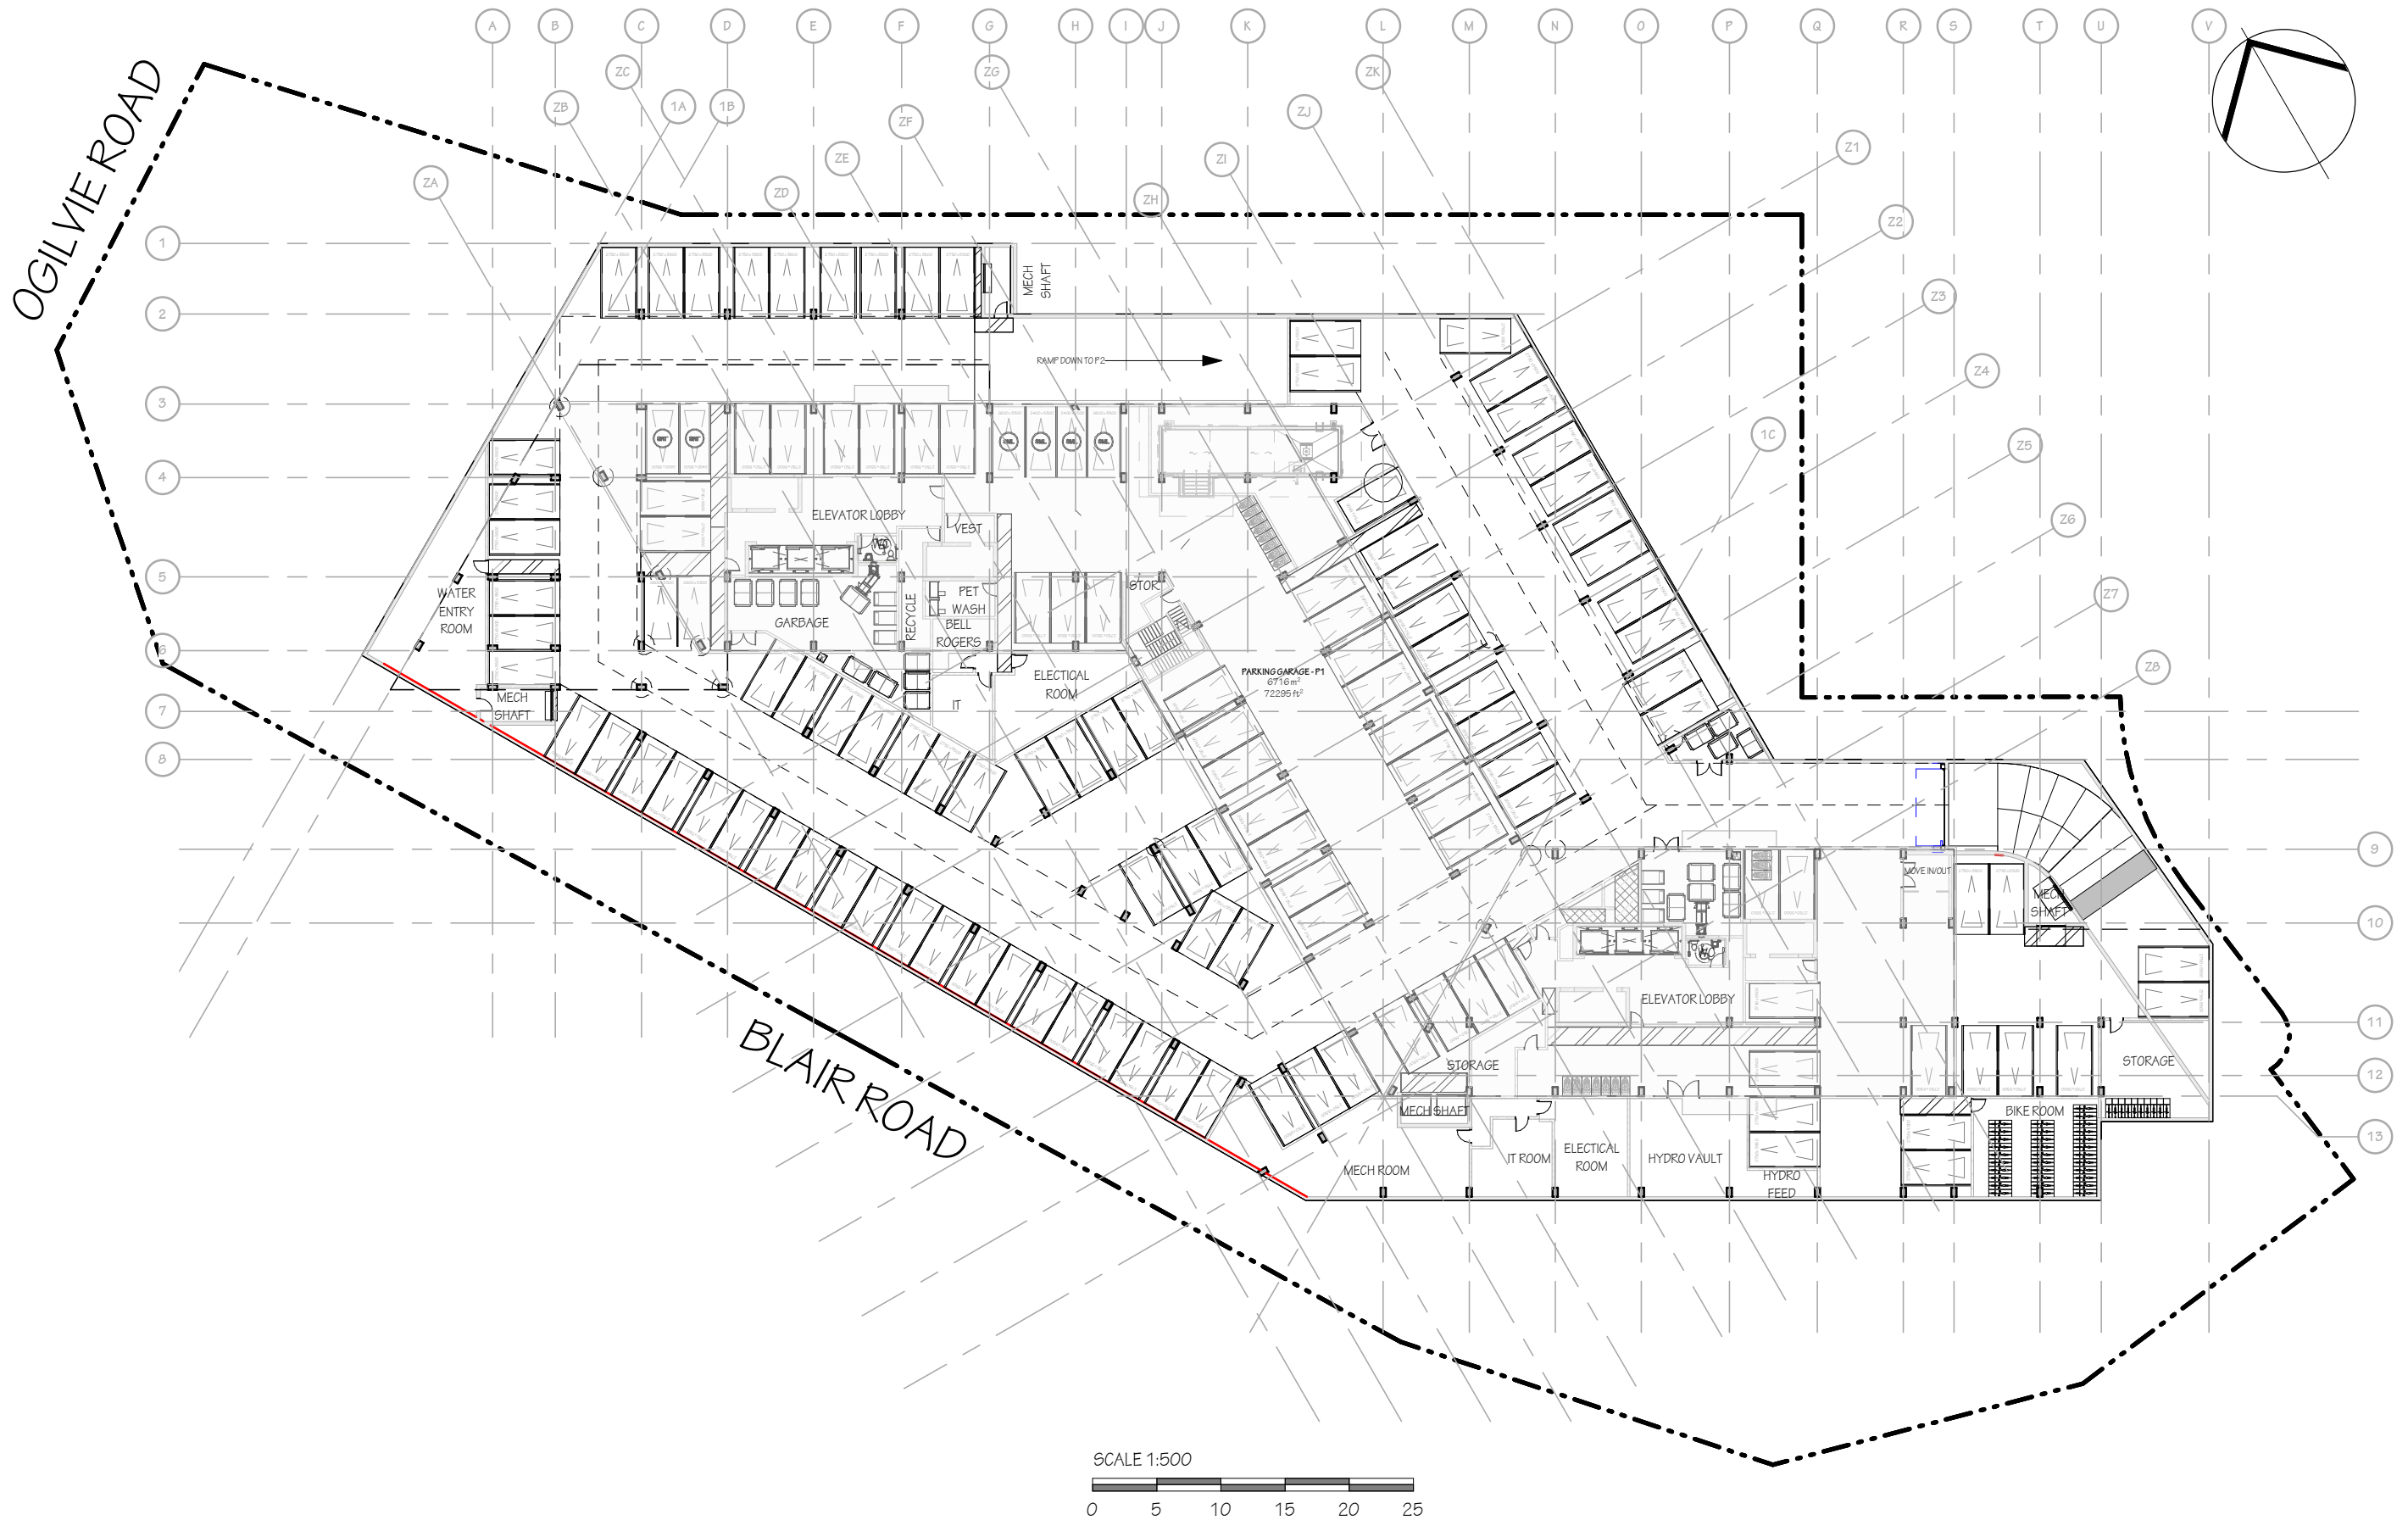 A B C D E F G H I J K L M N O P Q R S T U V
ZC ZG ZK
ZB 1A 1B ZF ZJ
ZE ZI Z1
ZA ZD ZH Z2
Z3
Z4
1C Z5
Z6
Z7
Z8
1
2
3
4
5
6
7
8
9
10
11
12
13
OGILVIE ROAD
BLAIR ROAD
MECH
SHAFT
RAMP DOWN TO P2
ELEVATOR LOBBY
VEST
WATER
ENTRY
ROOM
GARBAGE
RECYCLE
PET
WASH
BELL
ROGERS
STOR
IT
ELECTICAL
ROOM
MECH
SHAFT
PARKING GARAGE - P1
6716 m²
72295 ft²
MOVE IN/OUT
MECH
SHAFT
ELEVATOR LOBBY
STORAGE
STORAGE
MECH SHAFT
BIKE ROOM
MECH ROOM
IT ROOM
ELECTICAL
ROOM
HYDRO VAULT
HYDRO
FEED
SCALE 1:500
0 5 10 15 20 25